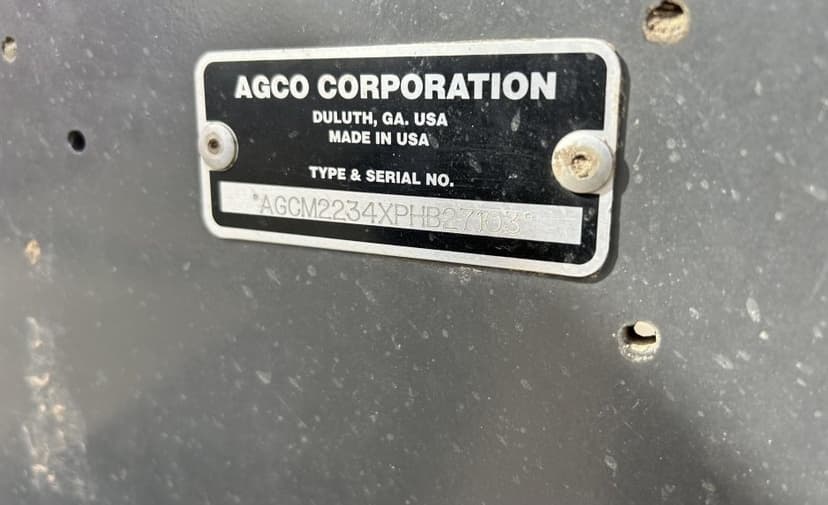 AGCO CORPORATION
DULUTH, GA. USA
MADE IN USA
TYPE & SERIAL NO.
*AGCM2234XPHB27103*